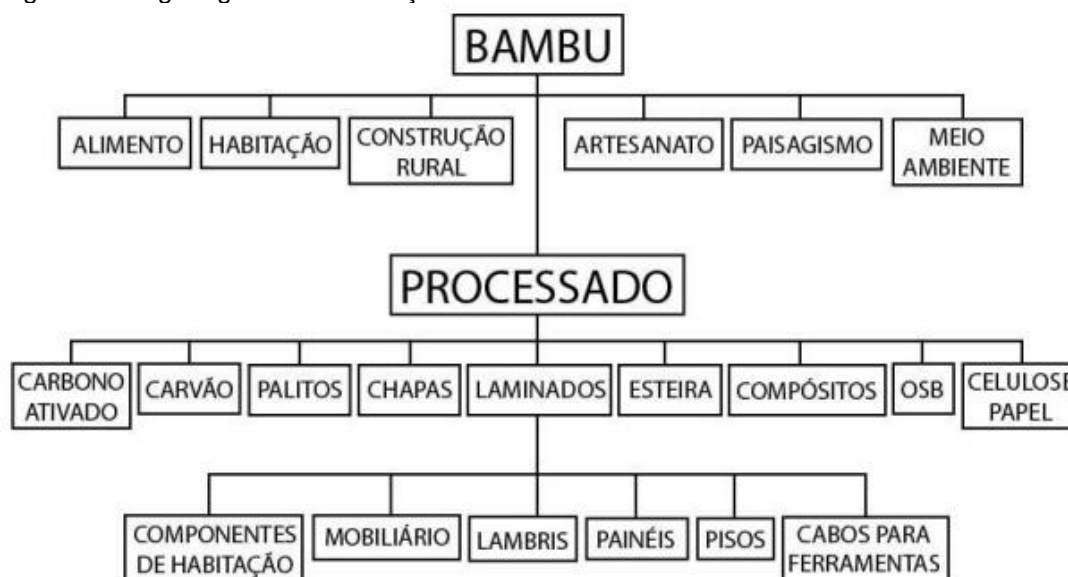 BAMBU
ALIMENTO
HABITAÇÃO
CONSTRUÇÃO
RURAL
ARTESANATO
PAISAGISMO
MEIO
AMBIENTE
PROCESSADO
CARBONO
ATIVADO
CARVÃO
PALITOS
CHAPAS
LAMINADOS
ESTEIRA
COMPÓSITOS
OSB
CELULOSE
PAPEL
COMPONENTES
DE HABITAÇÃO
MOBILIÁRIO
LAMBRIS
PAINÉIS
PISOS
CABOS PARA
FERRAMENTAS